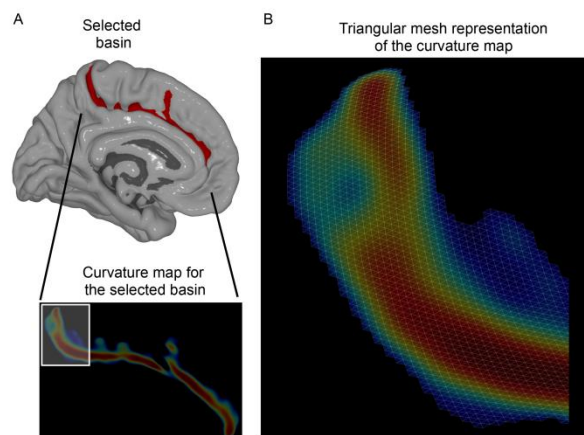 A
Selected
basin
Curvature map for
the selected basin
B
Triangular mesh representation
of the curvature map